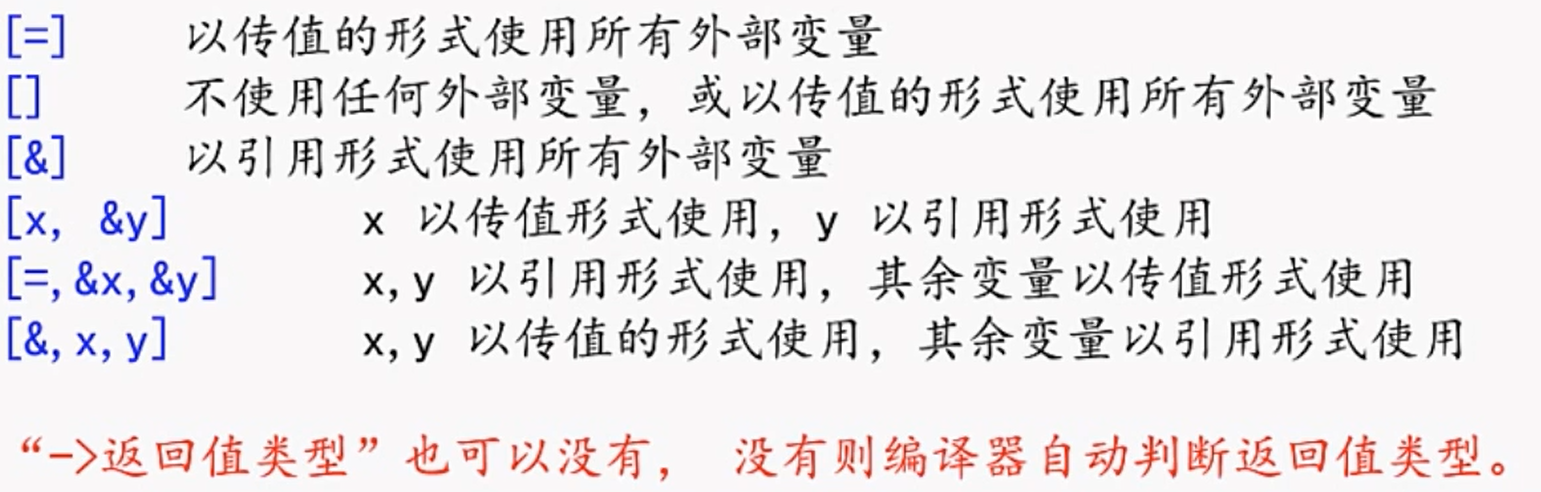 [=] 以传值的形式使用所有外部变量
[] 不使用任何外部变量，或以传值的形式使用所有外部变量
[&] 以引用形式使用所有外部变量
[x, &y] x 以传值形式使用，y 以引用形式使用
[=,&x,&y] x,y 以引用形式使用，其余变量以传值形式使用
[&,x,y] x,y 以传值的形式使用，其余变量以引用形式使用
“->返回值类型”也可以没有， 没有则编译器自动判断返回值类型。